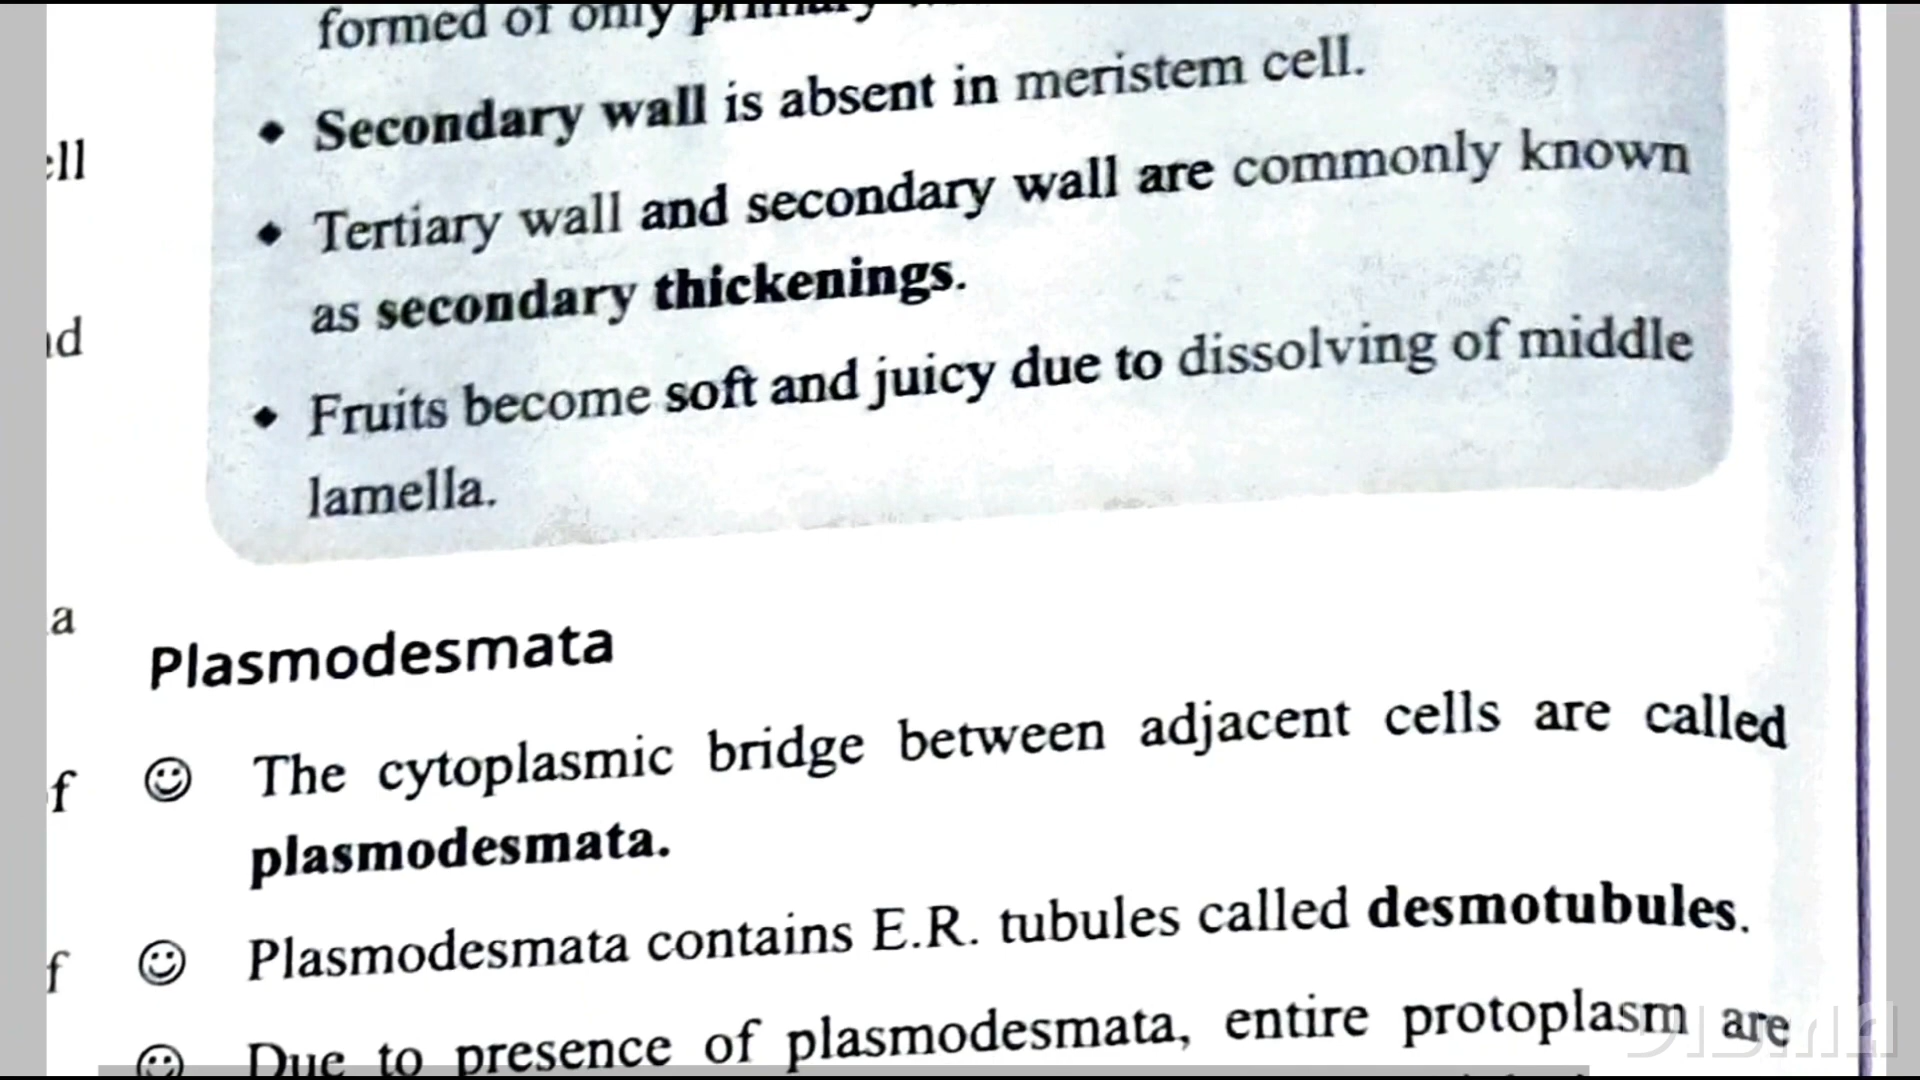 formed of only primary
◆ Secondary wall is absent in meristem cell.
◆ Tertiary wall and secondary wall are commonly known
as secondary thickenings.
◆ Fruits become soft and juicy due to dissolving of middle
lamella.
Plasmodesmata
☺ The cytoplasmic bridge between adjacent cells are called
plasmodesmata.
☺ Plasmodesmata contains E.R. tubules called desmotubules.
☺ Due to presence of plasmodesmata, entire protoplasm are